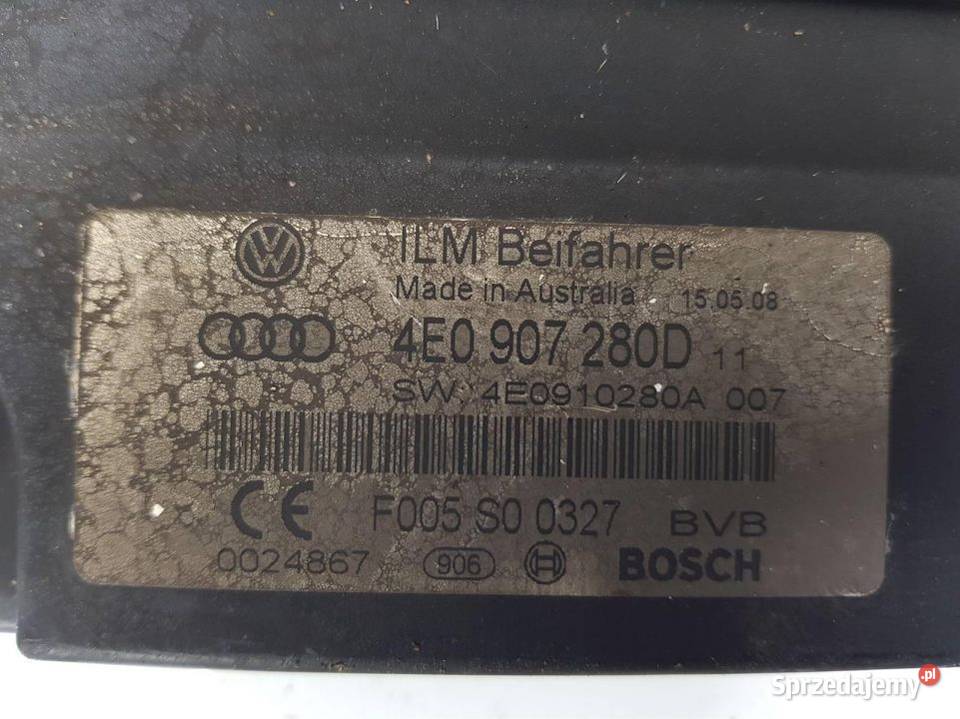 ILM Beifahrer
Made in Australia 15.05.08
4E0 907 280D 11
SW 4E0910280A 007
CE F005 S0 0327 BVB
0024867 906 BOSCH
Sprzedajemy.pl